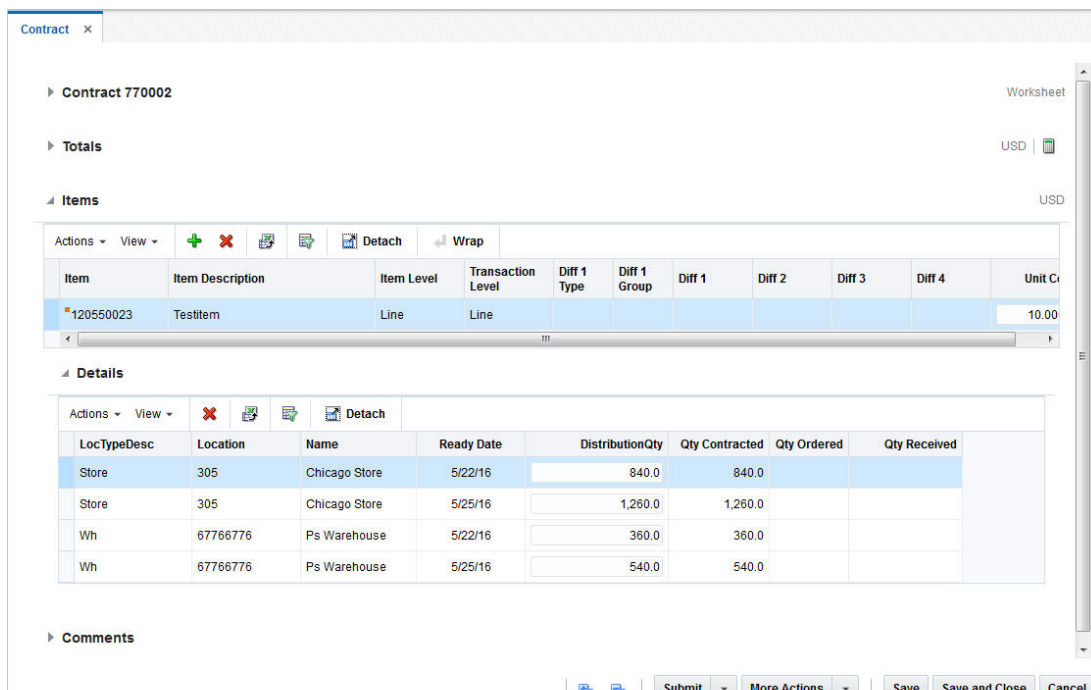 Contract ×
Contract 770002 Worksheet
Totals USD
Items USD
Actions View Detach Wrap
Item Item Description Item Level Transaction Level Diff 1 Type Diff 1 Group Diff 1 Diff 2 Diff 3 Diff 4 Unit
120550023 Testitem Line Line 10.00
Details
Actions View Detach
LocTypeDesc Location Name Ready Date DistributionQty Qty Contracted Qty Ordered Qty Received
Store 305 Chicago Store 5/22/16 840.0 840.0
Store 305 Chicago Store 5/25/16 1,260.0 1,260.0
Wh 67766776 Ps Warehouse 5/22/16 360.0 360.0
Wh 67766776 Ps Warehouse 5/25/16 540.0 540.0
Comments
Submit More Actions Save Save and Close Cancel